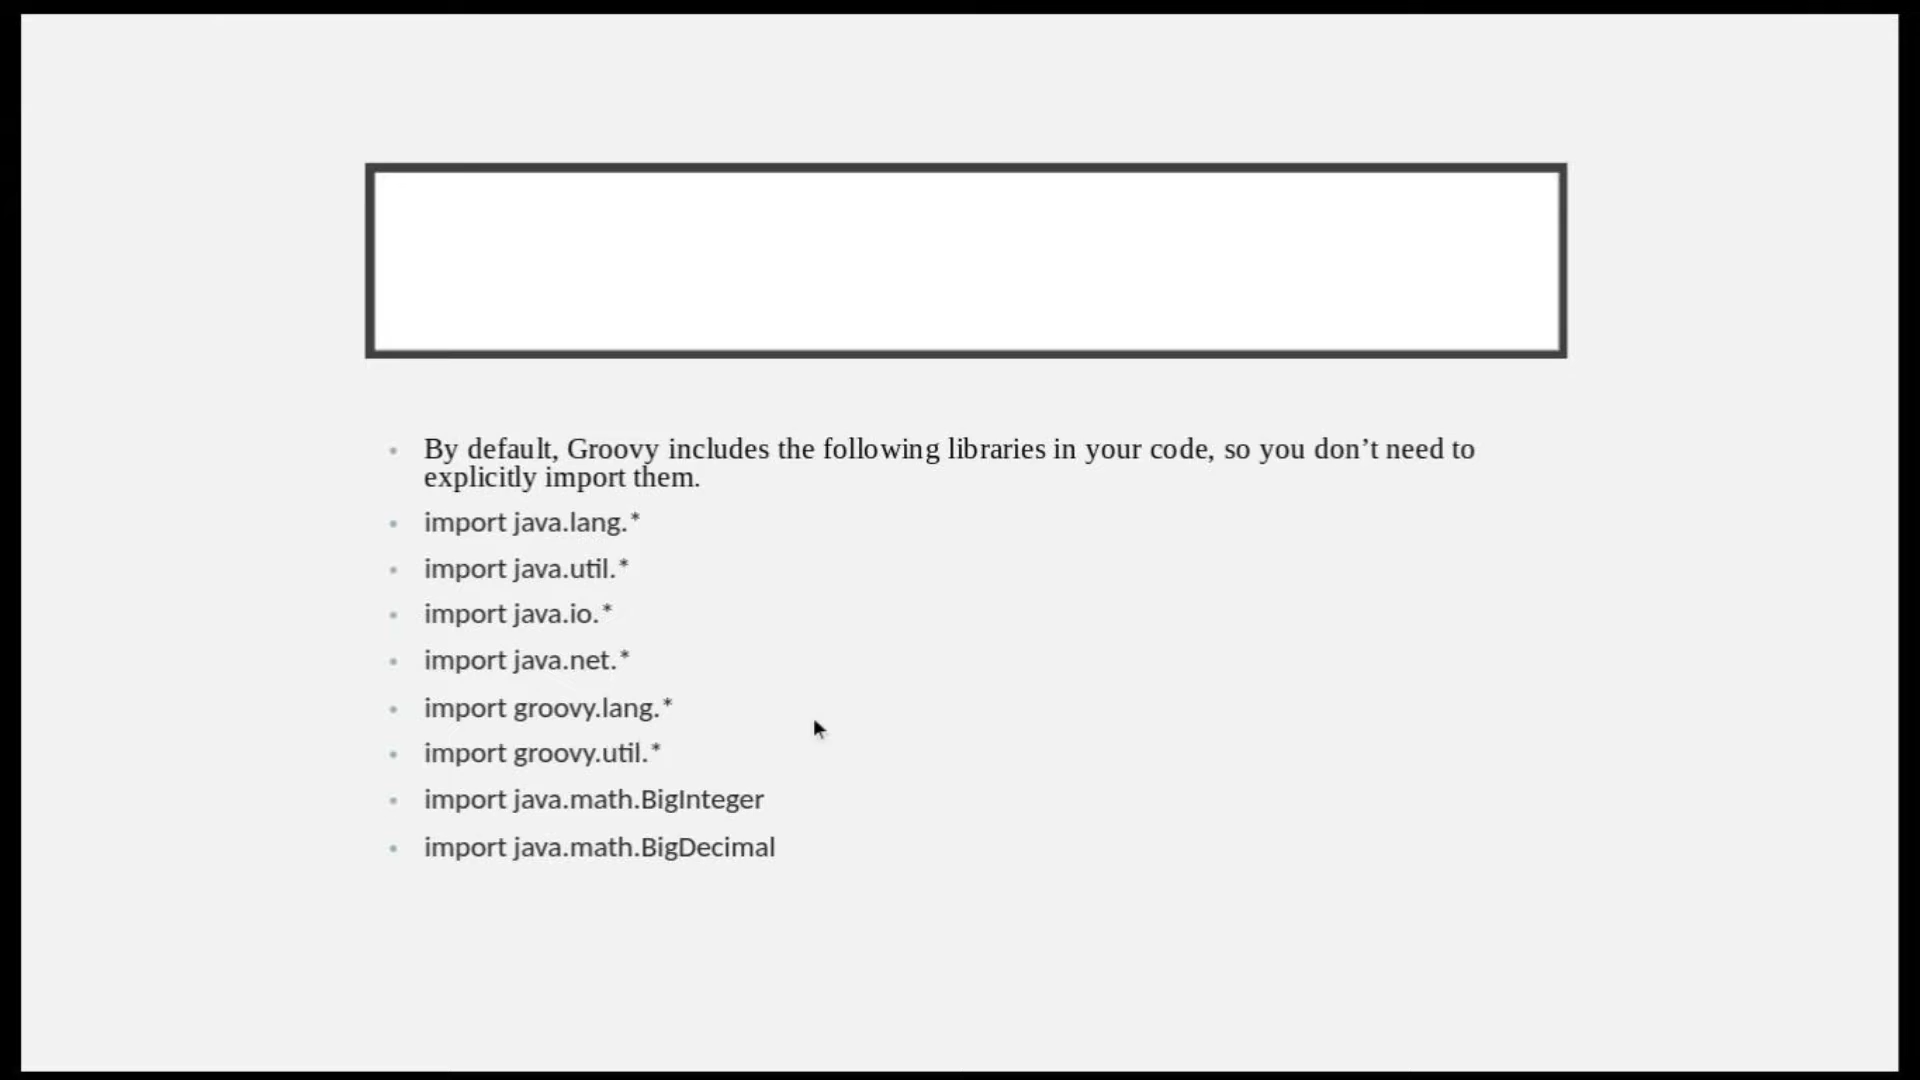 By default, Groovy includes the following libraries in your code, so you don’t need to
explicitly import them.
import java.lang.*
import java.util.*
import java.io.*
import java.net.*
import groovy.lang.*
import groovy.util.*
import java.math.BigInteger
import java.math.BigDecimal